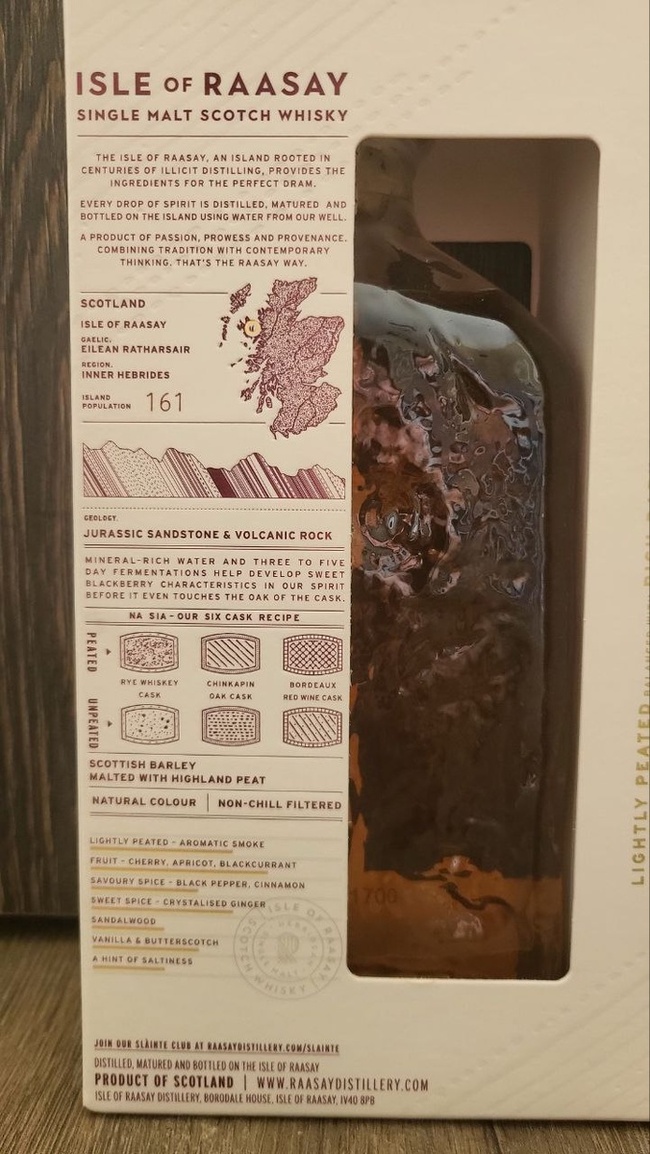 ISLE OF RAASAY
SINGLE MALT SCOTCH WHISKY
THE ISLE OF RAASAY, AN ISLAND ROOTED IN
CENTURIES OF ILLICIT DISTILLING, PROVIDES THE
INGREDIENTS FOR THE PERFECT DRAM.
EVERY DROP OF SPIRIT IS DISTILLED, MATURED AND
BOTTLED ON THE ISLAND USING WATER FROM OUR WELL.
A PRODUCT OF PASSION, PROWESS AND PROVENANCE.
COMBINING TRADITION WITH CONTEMPORARY
THINKING. THAT'S THE RAASAY WAY.
SCOTLAND
ISLE OF RAASAY
GAELIC.
EILEAN RATHARSAIR
REGION.
INNER HEBRIDES
ISLAND
POPULATION 161
GEOLOGY.
JURASSIC SANDSTONE & VOLCANIC ROCK
MINERAL-RICH WATER AND THREE TO FIVE
DAY FERMENTATIONS HELP DEVELOP SWEET
BLACKBERRY CHARACTERISTICS IN OUR SPIRIT
BEFORE IT EVEN TOUCHES THE OAK OF THE CASK.
NA SIA - OUR SIX CASK RECIPE
PEATED
RYE WHISKEY
CASK
CHINKAPIN
OAK CASK
BORDEAUX
RED WINE CASK
UNPEATED
SCOTTISH BARLEY
MALTED WITH HIGHLAND PEAT
NATURAL COLOUR | NON-CHILL FILTERED
LIGHTLY PEATED - AROMATIC SMOKE
FRUIT - CHERRY, APRICOT, BLACKCURRANT
SAVOURY SPICE - BLACK PEPPER, CINNAMON
SWEET SPICE - CRYSTALISED GINGER
SANDALWOOD
VANILLA & BUTTERSCOTCH
A HINT OF SALTINESS
ISLE OF RAASAY
SCOTCH WHISKY
R
1700
JOIN OUR SLÀINTE CLUB AT RAASAYDISTILLERY.COM/SLAINTE
DISTILLED, MATURED AND BOTTLED ON THE ISLE OF RAASAY
PRODUCT OF SCOTLAND | WWW.RAASAYDISTILLERY.COM
ISLE OF RAASAY DISTILLERY, BORODALE HOUSE, ISLE OF RAASAY, IV40 8PB
LIGHTLY PEATED